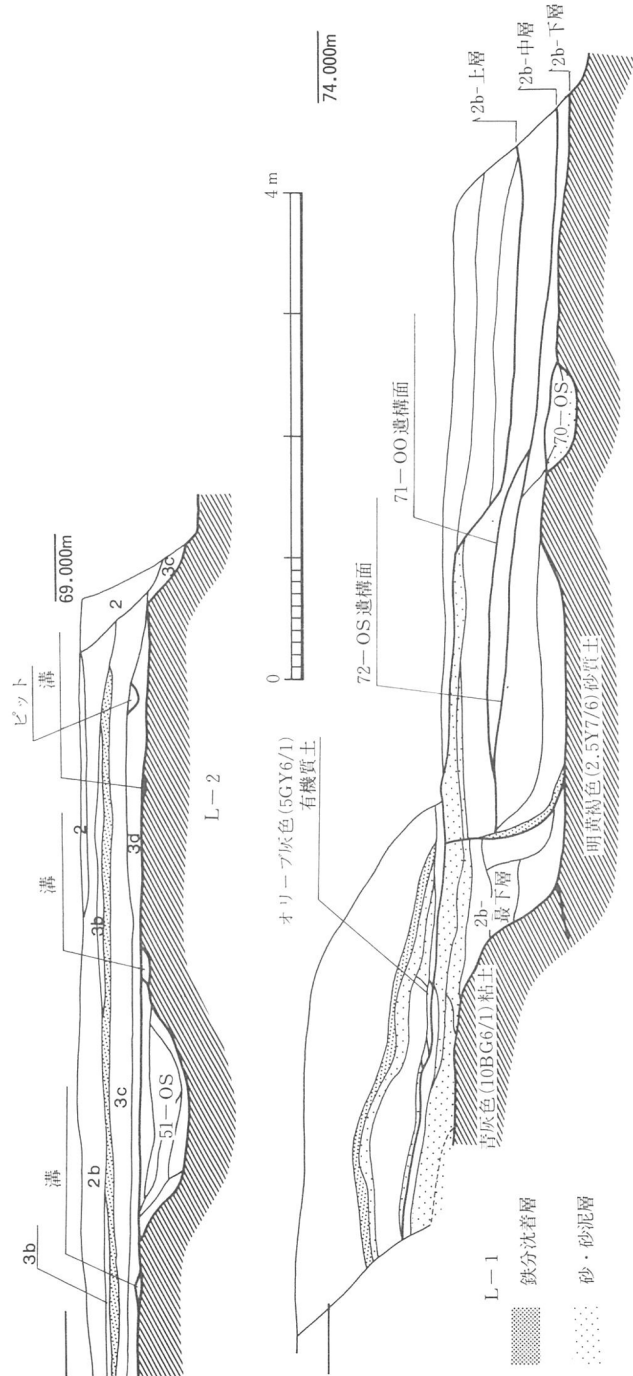 3b
溝
溝
ピット
溝
69.000m
2
2b
3b
2
3c
3d
3c
51-OS
L-2
0
4 m
74.000m
オリーブ灰色(5GY6/1)
有機質土
72-OS遺構面
71-OO遺構面
2b-上層
2b-中層
2b-下層
70-OS
2b-
最下層
青灰色(10BG6/1)粘土
明黄褐色(2.5Y7/6)砂質土
L-1
鉄分沈着層
砂・砂泥層